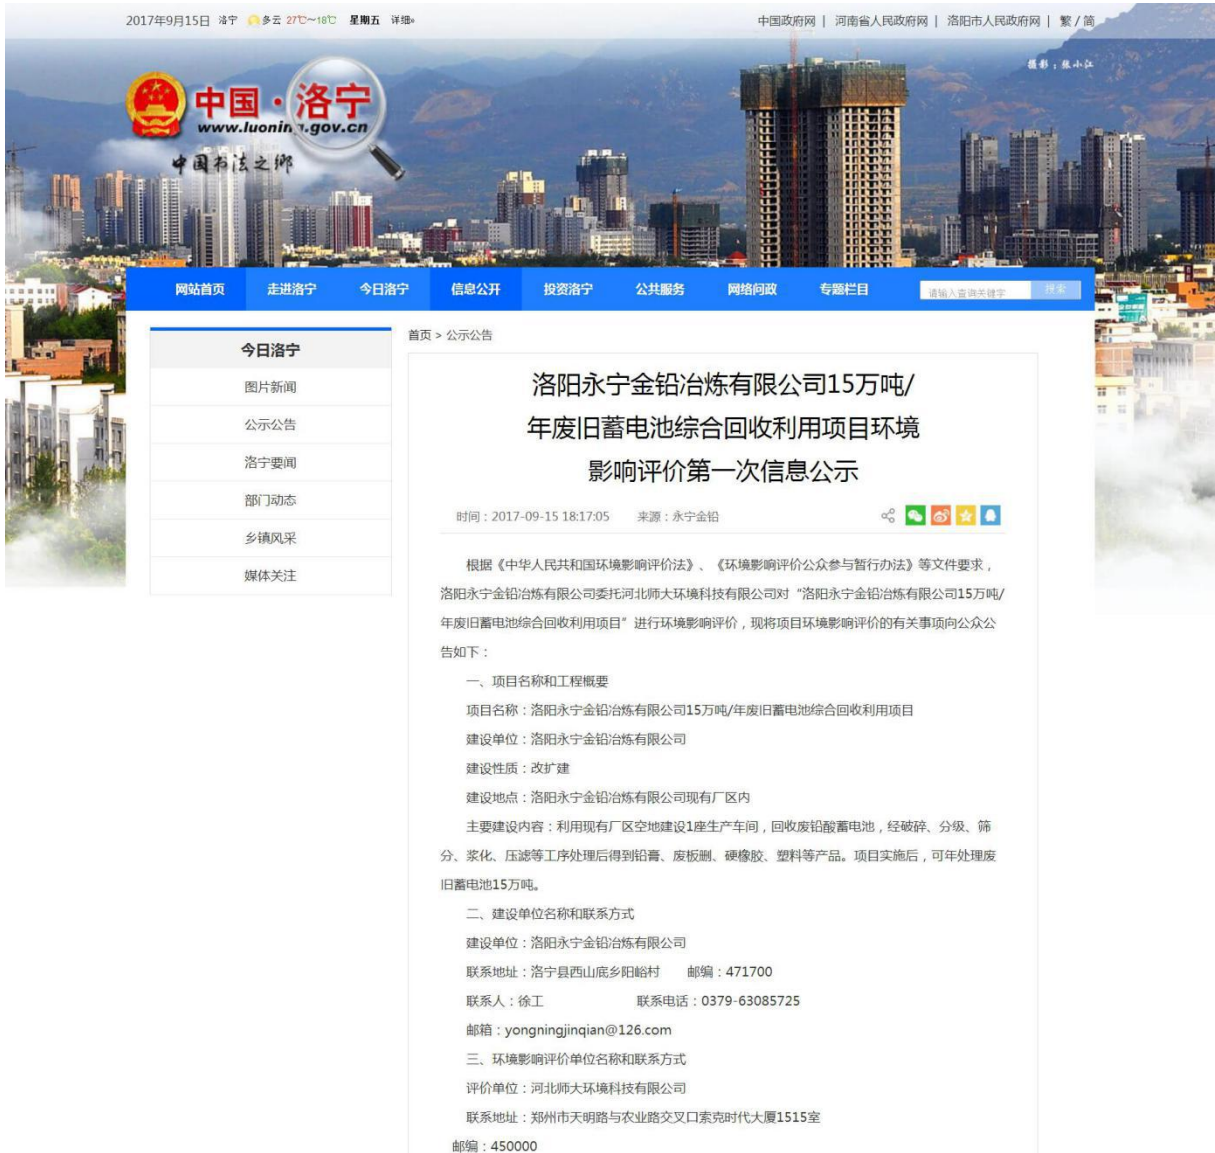 2017年9月15日 洛宁 多云 27℃~18℃ 星期五 详细»
中国政府网 | 河南省人民政府网 | 洛阳市人民政府网 | 繁 / 简
摄影：张小江
中国·洛宁
www.luoning.gov.cn
中国书法之乡
网站首页 走进洛宁 今日洛宁 信息公开 投资洛宁 公共服务 网络问政 专题栏目 请输入查询关键字 搜索
今日洛宁
图片新闻
公示公告
洛宁要闻
部门动态
乡镇风采
媒体关注
首页 > 公示公告
洛阳永宁金铅冶炼有限公司15万吨/
年废旧蓄电池综合回收利用项目环境
影响评价第一次信息公示
时间：2017-09-15 18:17:05 来源：永宁金铅
根据《中华人民共和国环境影响评价法》、《环境影响评价公众参与暂行办法》等文件要求，
洛阳永宁金铅冶炼有限公司委托河北师大环境科技有限公司对“洛阳永宁金铅冶炼有限公司15万吨/
年废旧蓄电池综合回收利用项目”进行环境影响评价，现将项目环境影响评价的有关事项向公众公
告如下：
一、项目名称和工程概要
项目名称：洛阳永宁金铅冶炼有限公司15万吨/年废旧蓄电池综合回收利用项目
建设单位：洛阳永宁金铅冶炼有限公司
建设性质：改扩建
建设地点：洛阳永宁金铅冶炼有限公司现有厂区内
主要建设内容：利用现有厂区空地建设1座生产车间，回收废铅酸蓄电池，经破碎、分级、筛
分、浆化、压滤等工序处理后得到铅膏、废板删、硬橡胶、塑料等产品。项目实施后，可年处理废
旧蓄电池15万吨。
二、建设单位名称和联系方式
建设单位：洛阳永宁金铅冶炼有限公司
联系地址：洛宁县西山底乡阳峪村 邮编：471700
联系人：徐工 联系电话：0379-63085725
邮箱：yongningjinqian@126.com
三、环境影响评价单位名称和联系方式
评价单位：河北师大环境科技有限公司
联系地址：郑州市天明路与农业路交叉口索克时代大厦1515室
邮编：450000